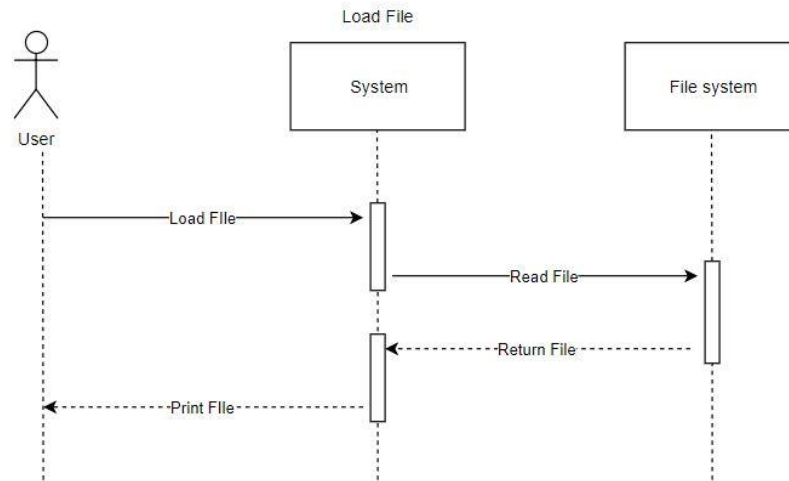 Load File
System
File system
User
Load FIle
Read File
Return File
Print FIle